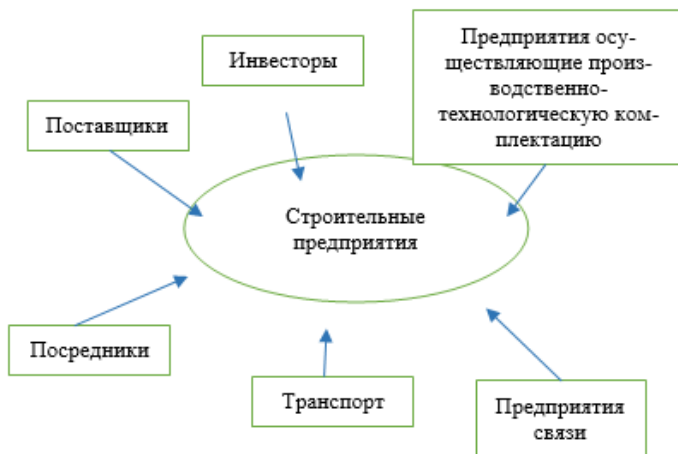 Инвесторы
Предприятия осу-
ществляющие произ-
водственно-
технологическую ком-
плектацию
Поставщики
Строительные
предприятия
Посредники
Транспорт
Предприятия
связи